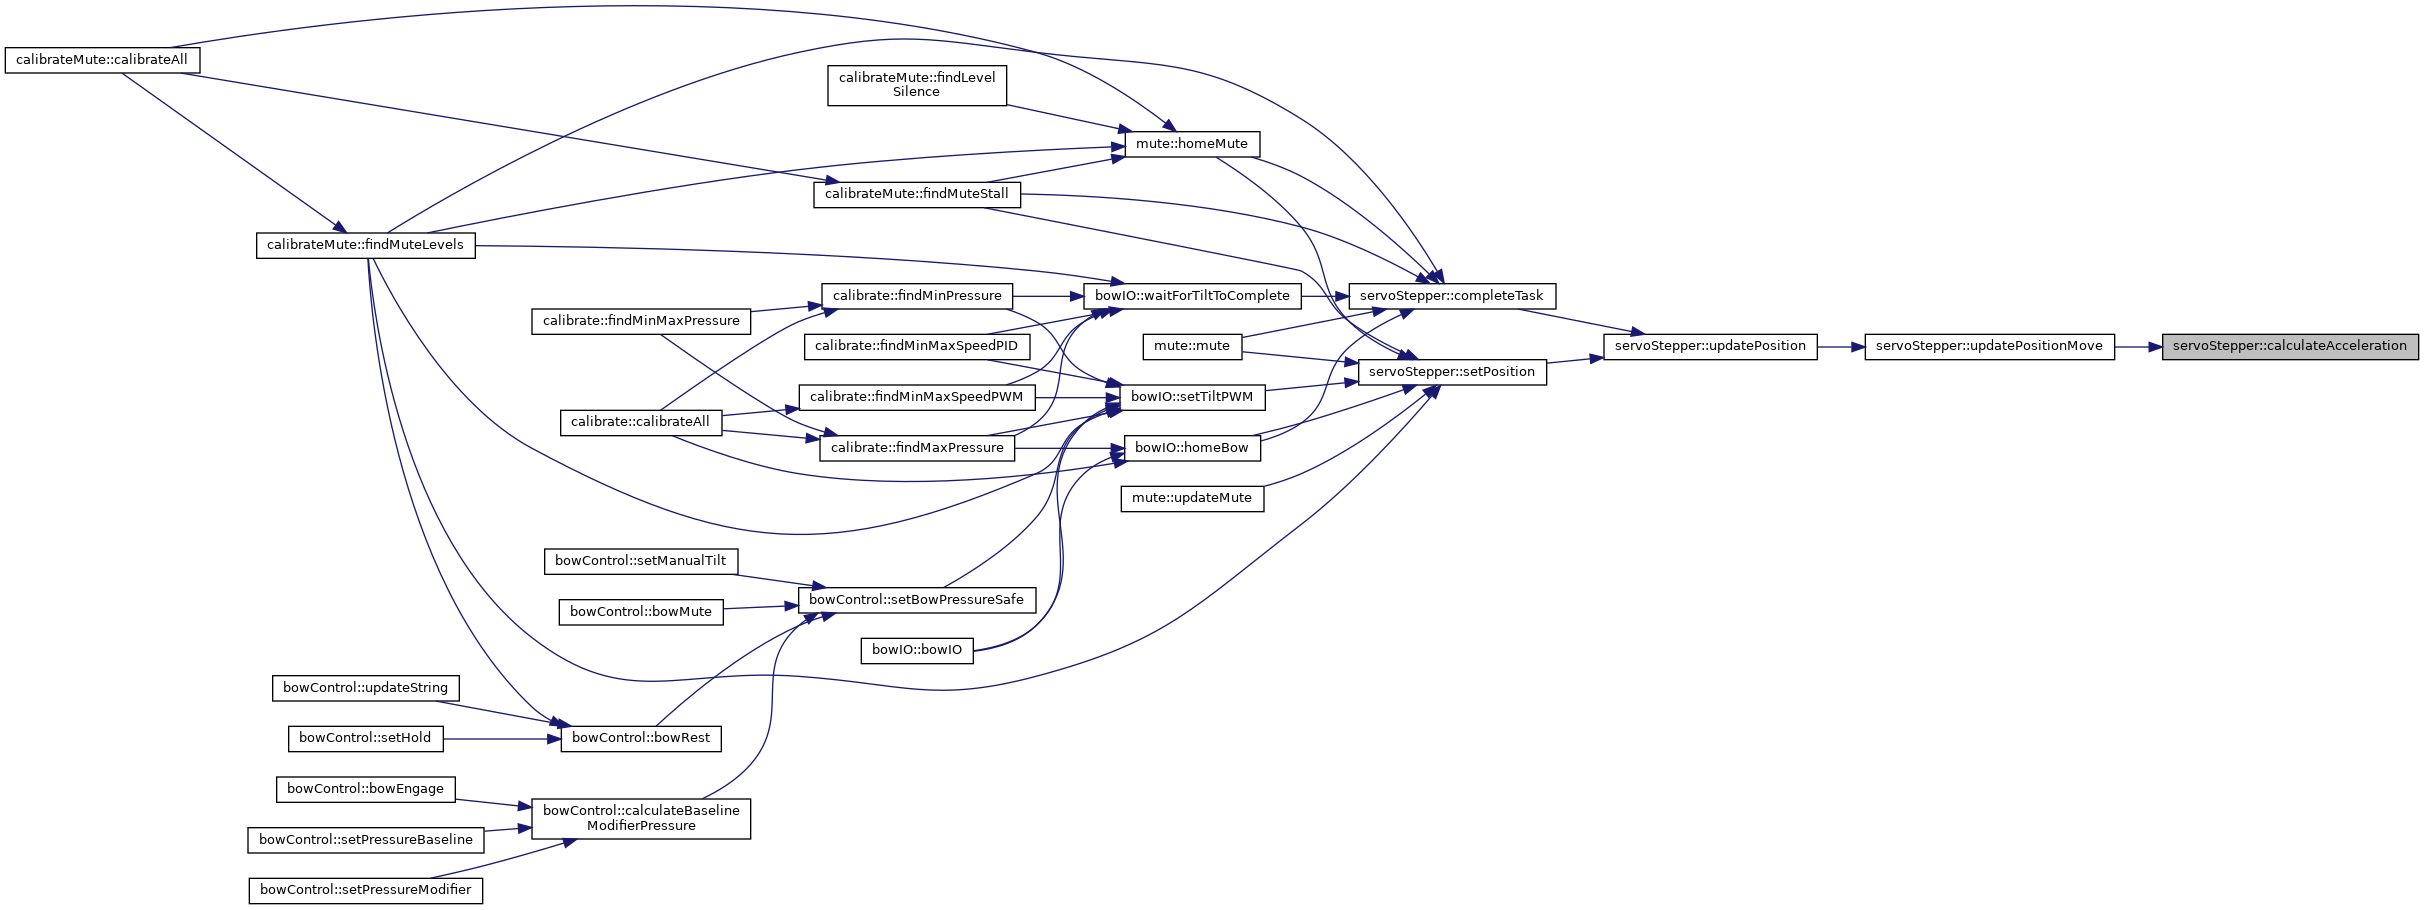 calibrateMute::calibrateAll
calibrateMute::findLevel
Silence
mute::homeMute
calibrateMute::findMuteStall
calibrateMute::findMuteLevels
calibrate::findMinPressure
bowIO::waitForTiltToComplete
servoStepper::completeTask
calibrate::findMinMaxPressure
calibrate::findMinMaxSpeedPID
mute::mute
servoStepper::updatePosition
servoStepper::updatePositionMove
servoStepper::calculateAcceleration
servoStepper::setPosition
calibrate::findMinMaxSpeedPWM
bowIO::setTiltPWM
calibrate::calibrateAll
calibrate::findMaxPressure
bowIO::homeBow
mute::updateMute
bowControl::setManualTilt
bowControl::setBowPressureSafe
bowControl::bowMute
bowIO::bowIO
bowControl::updateString
bowControl::setHold
bowControl::bowRest
bowControl::bowEngage
bowControl::calculateBaseline
ModifierPressure
bowControl::setPressureBaseline
bowControl::setPressureModifier